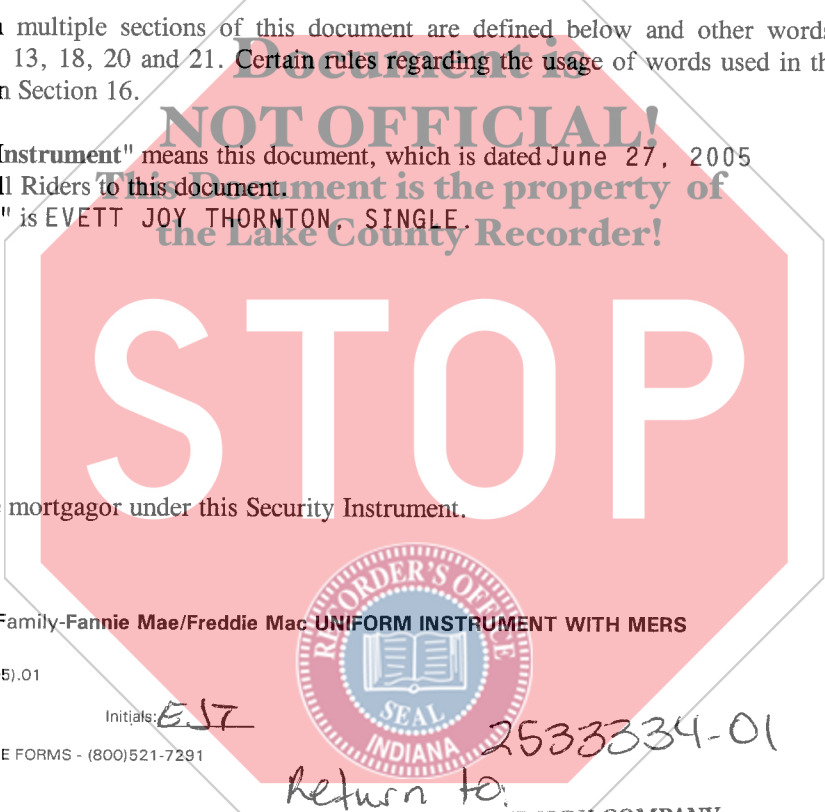 multiple sections of this document are defined below and other words
13, 18, 20 and 21. Certain rules regarding the usage of words used in th
n Section 16.
Document is
NOT OFFICIAL!
This Document is the property of
the Lake County Recorder!
Instrument" means this document, which is dated June 27, 2005
ll Riders to this document.
" is EVETT JOY THORNTON, SINGLE.
STOP
mortgagor under this Security Instrument.
RECORDER'S OFFICE
SEAL
INDIANA
Family-Fannie Mae/Freddie Mac UNIFORM INSTRUMENT WITH MERS
5).01
Initials: EJT
2533334-01
E FORMS - (800)521-7291
Return to:
COMPANY